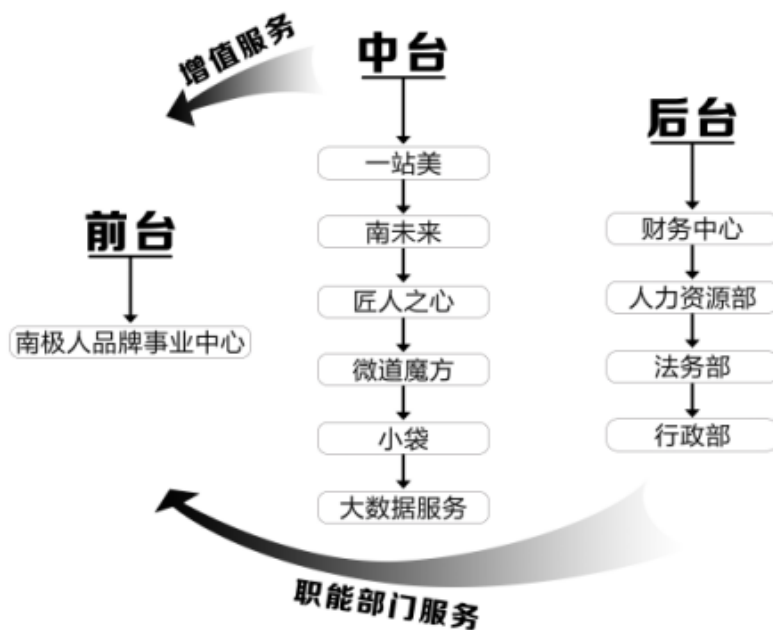 增值服务
中台
一站美
南未来
匠人之心
微道魔方
小袋
大数据服务
后台
财务中心
人力资源部
法务部
行政部
前台
南极人品牌事业中心
职能部门服务